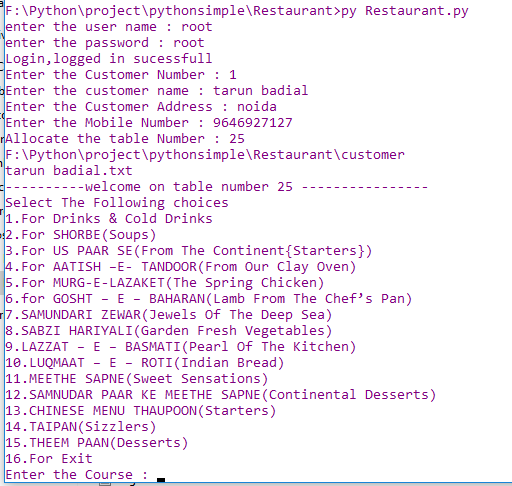 F:\Python\project\pythonsimple\Restaurant>py Restaurant.py
enter the user name : root
enter the password : root
Login,logged in sucessfull
Enter the Customer Number : 1
Enter the customer name : tarun badial
Enter the Customer Address : noida
Enter the Mobile Number : 9646927127
Allocate the table Number : 25
F:\Python\project\pythonsimple\Restaurant\customer
tarun badial.txt
----------welcome on table number 25 ----------------
Select The Following choices
1.For Drinks & Cold Drinks
2.For SHORBE(Soups)
3.For US PAAR SE(From The Continent{Starters})
4.For AATISH –E- TANDOOR(From Our Clay Oven)
5.For MURG-E-LAZAKET(The Spring Chicken)
6.for GOSHT – E – BAHARAN(Lamb From The Chef’s Pan)
7.SAMUNDARI ZEWAR(Jewels Of The Deep Sea)
8.SABZI HARIYALI(Garden Fresh Vegetables)
9.LAZZAT – E – BASMATI(Pearl Of The Kitchen)
10.LUQMAAT – E – ROTI(Indian Bread)
11.MEETHE SAPNE(Sweet Sensations)
12.SAMNUDAR PAAR KE MEETHE SAPNE(Continental Desserts)
13.CHINESE MENU THAUPOON(Starters)
14.TAIPAN(Sizzlers)
15.THEEM PAAN(Desserts)
16.For Exit
Enter the Course :